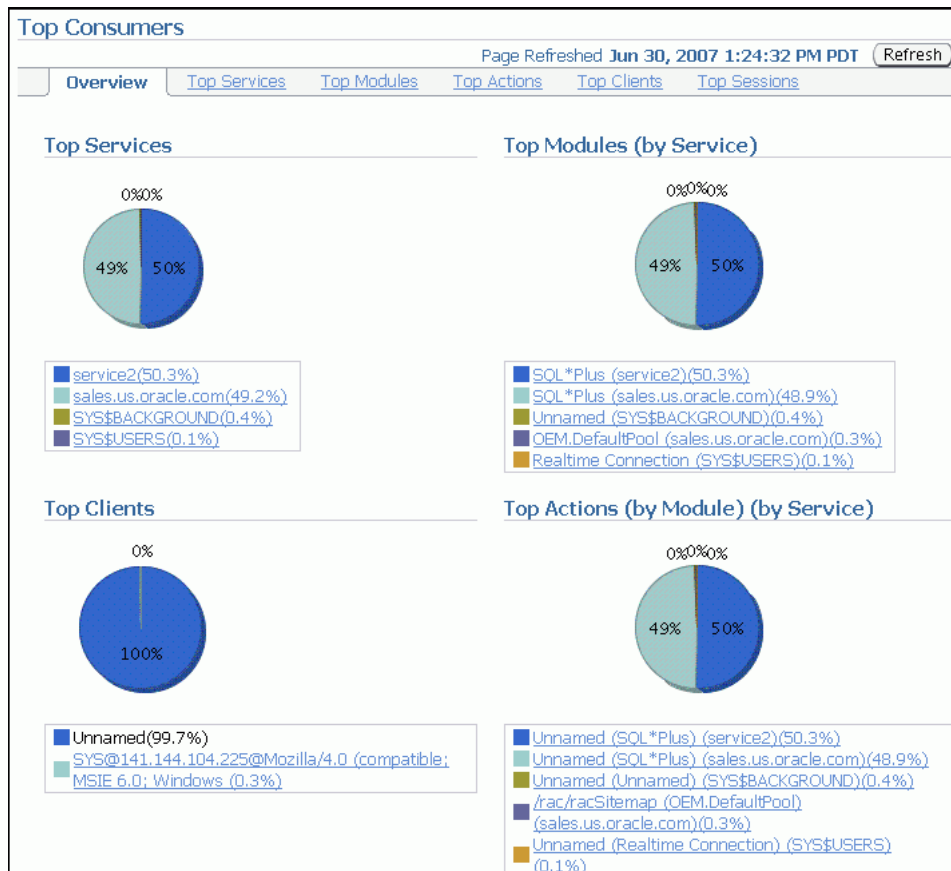 Top Consumers
Page Refreshed Jun 30, 2007 1:24:32 PM PDT Refresh
Overview Top Services Top Modules Top Actions Top Clients Top Sessions
Top Services
0%0%
49% 50%
service2(50.3%)
sales.us.oracle.com(49.2%)
SYS$BACKGROUND(0.4%)
SYS$USERS(0.1%)
Top Modules (by Service)
0%0%0%
49% 50%
SQL*Plus (service2)(50.3%)
SQL*Plus (sales.us.oracle.com)(48.9%)
Unnamed (SYS$BACKGROUND)(0.4%)
OEM.DefaultPool (sales.us.oracle.com)(0.3%)
Realtime Connection (SYS$USERS)(0.1%)
Top Clients
0%
100%
Unnamed(99.7%)
SYS@141.144.104.225@Mozilla/4.0 (compatible;
MSIE 6.0; Windows (0.3%)
Top Actions (by Module) (by Service)
0%0%0%
49% 50%
Unnamed (SQL*Plus) (service2)(50.3%)
Unnamed (SQL*Plus) (sales.us.oracle.com)(48.9%)
Unnamed (Unnamed) (SYS$BACKGROUND)(0.4%)
/rac/racSitemap (OEM.DefaultPool)
(sales.us.oracle.com)(0.3%)
Unnamed (Realtime Connection) (SYS$USERS)
(0.1%)